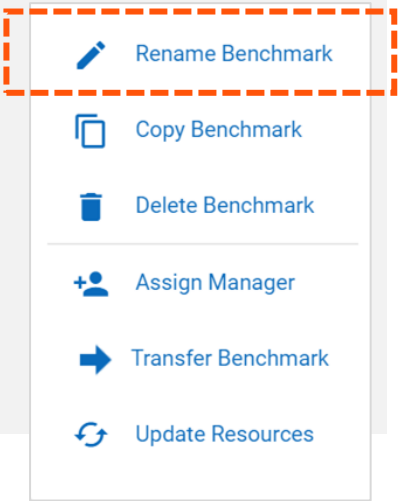 Rename Benchmark
Copy Benchmark
Delete Benchmark
Assign Manager
Transfer Benchmark
Update Resources